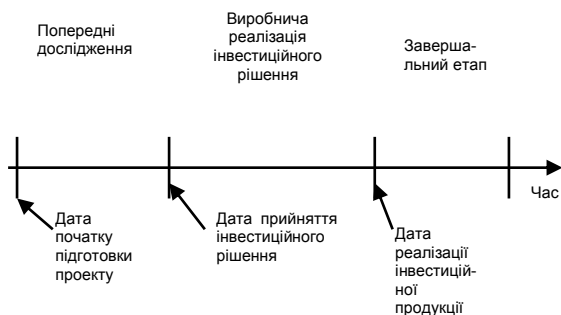 Попередні
дослідження
Виробнича
реалізація
інвестиційного
рішення
Заверша-
льний етап
Час
Дата
початку
підготовки
проекту
Дата прийняття
інвестиційного
рішення
Дата
реалізації
інвестицій-
ної
продукції